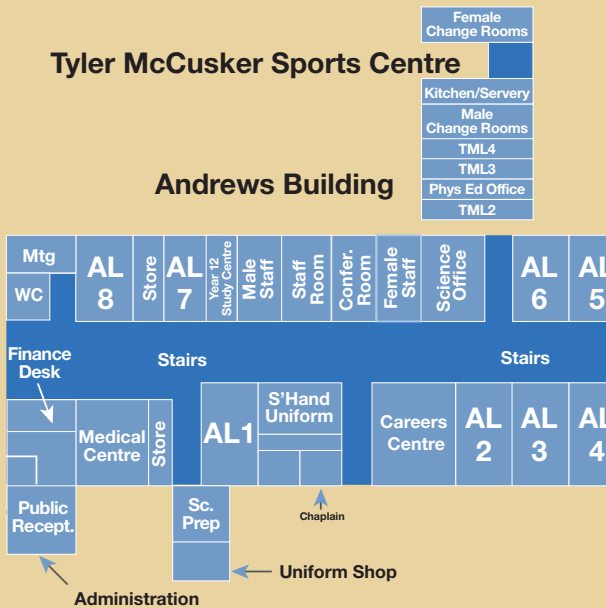 Female
Change Rooms
Tyler McCusker Sports Centre
Kitchen/Servery
Male
Change Rooms
TML4
TML3
Phys Ed Office
TML2
Andrews Building
Mtg
WC
AL
8
Store
AL
7
Year 12
Study Centre
Male
Staff
Staff
Room
Confer.
Room
Female
Staff
Science
Office
AL
6
AL
5
Finance
Desk
Stairs
Stairs
Medical
Centre
Store
AL1
S'Hand
Uniform
Careers
Centre
AL
2
AL
3
AL
4
Public
Recept.
Sc.
Prep
Chaplain
Uniform Shop
Administration